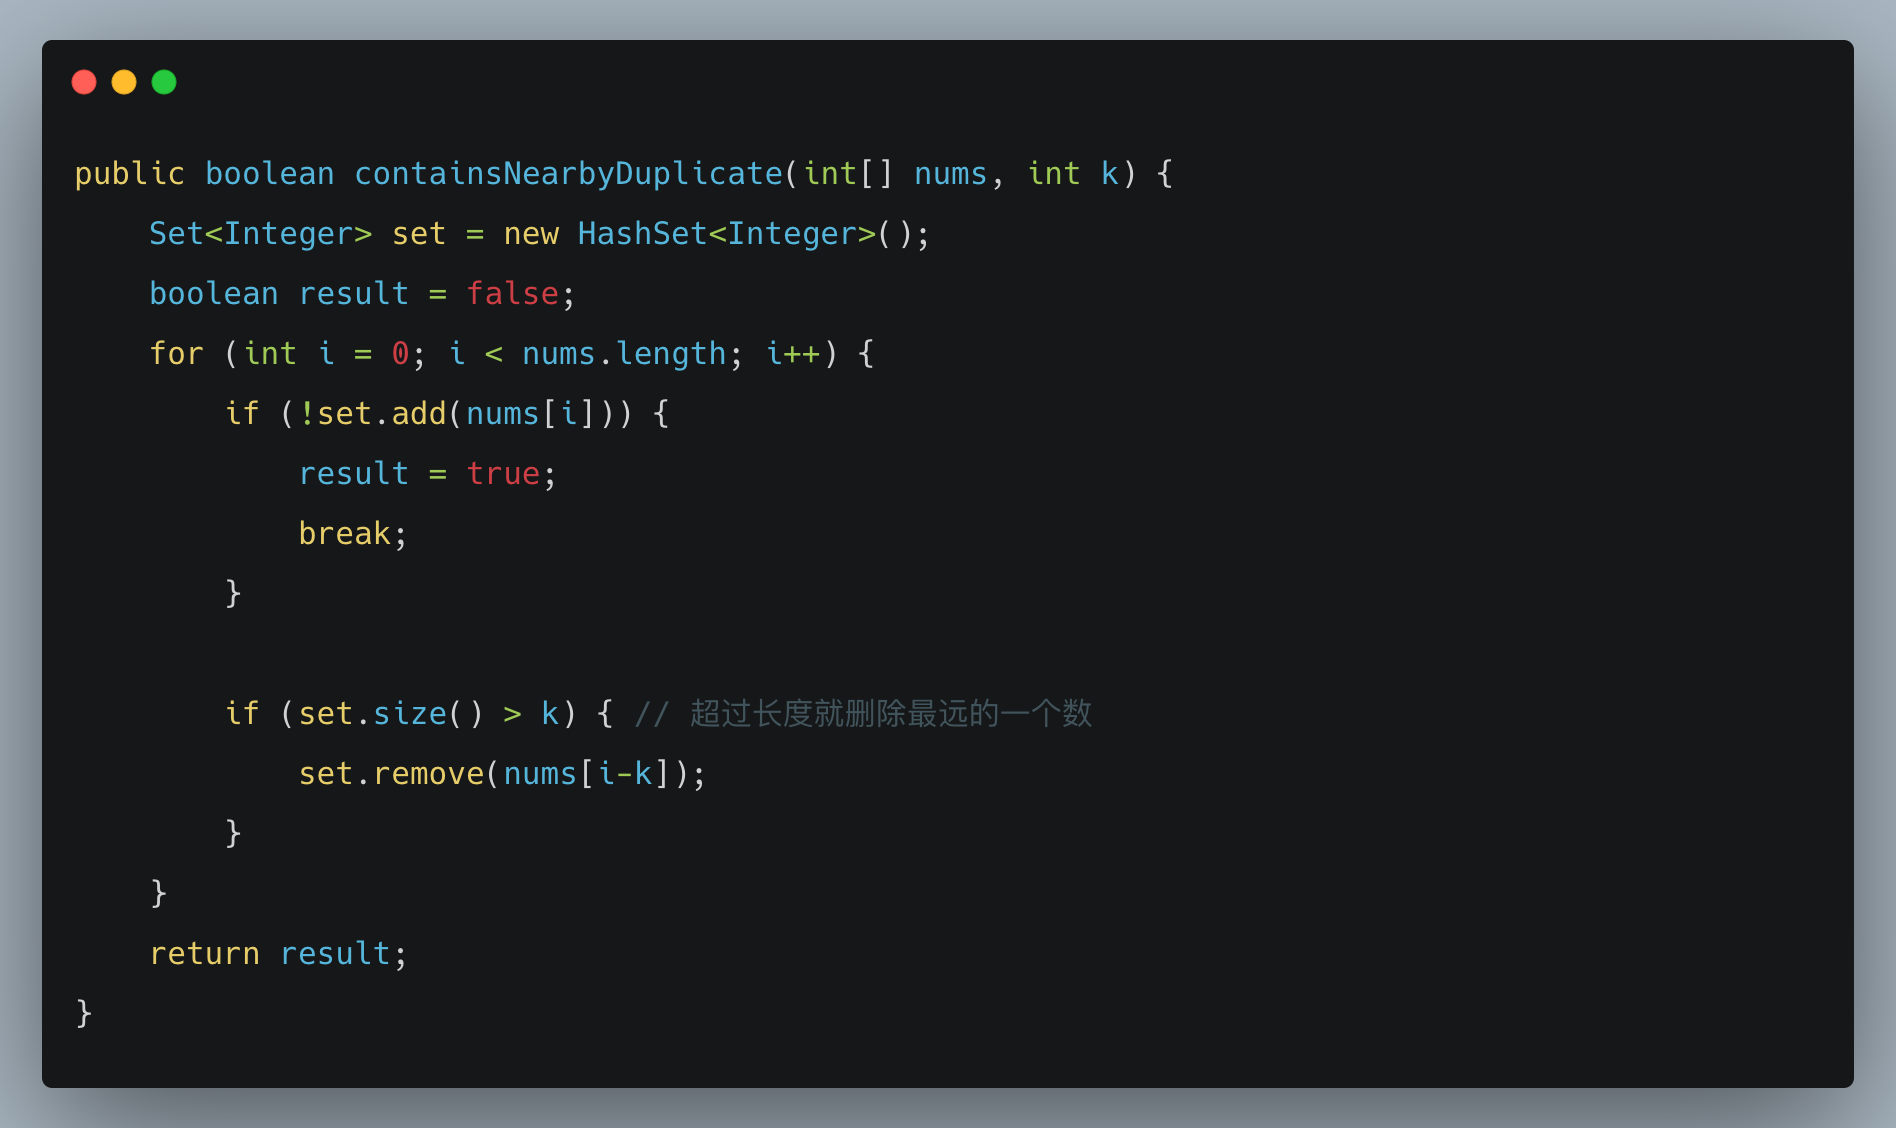 public boolean containsNearbyDuplicate(int[] nums, int k) {
    Set<Integer> set = new HashSet<Integer>();
    boolean result = false;
    for (int i = 0; i < nums.length; i++) {
        if (!set.add(nums[i])) {
            result = true;
            break;
        }

        if (set.size() > k) { // 超过长度就删除最远的一个数
            set.remove(nums[i-k]);
        }
    }
    return result;
}